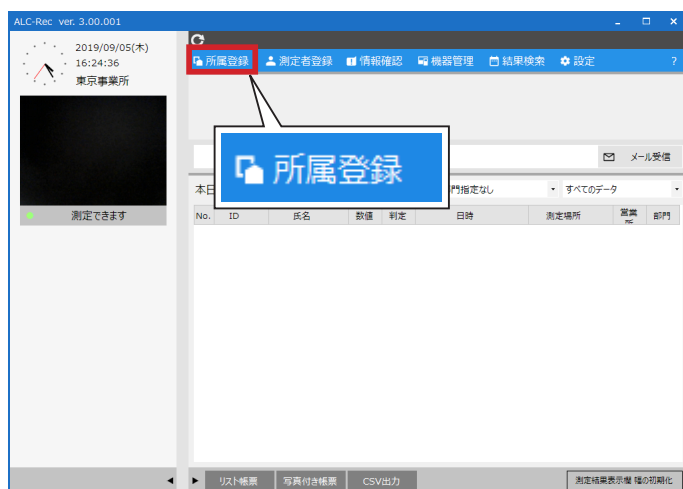 ALC-Rec ver. 3.00.001
2019/09/05(木)
16:24:36
東京事業所
測定できます
所属登録 測定者登録 情報確認 機器管理 結果検索 設定 ?
所属登録
メール受信
本日 門指定なし すべてのデータ
No. ID 氏名 数値 判定 日時 測定場所 営業所 部門
リスト帳票 写真付き帳票 CSV出力 測定結果表示欄 幅の初期化